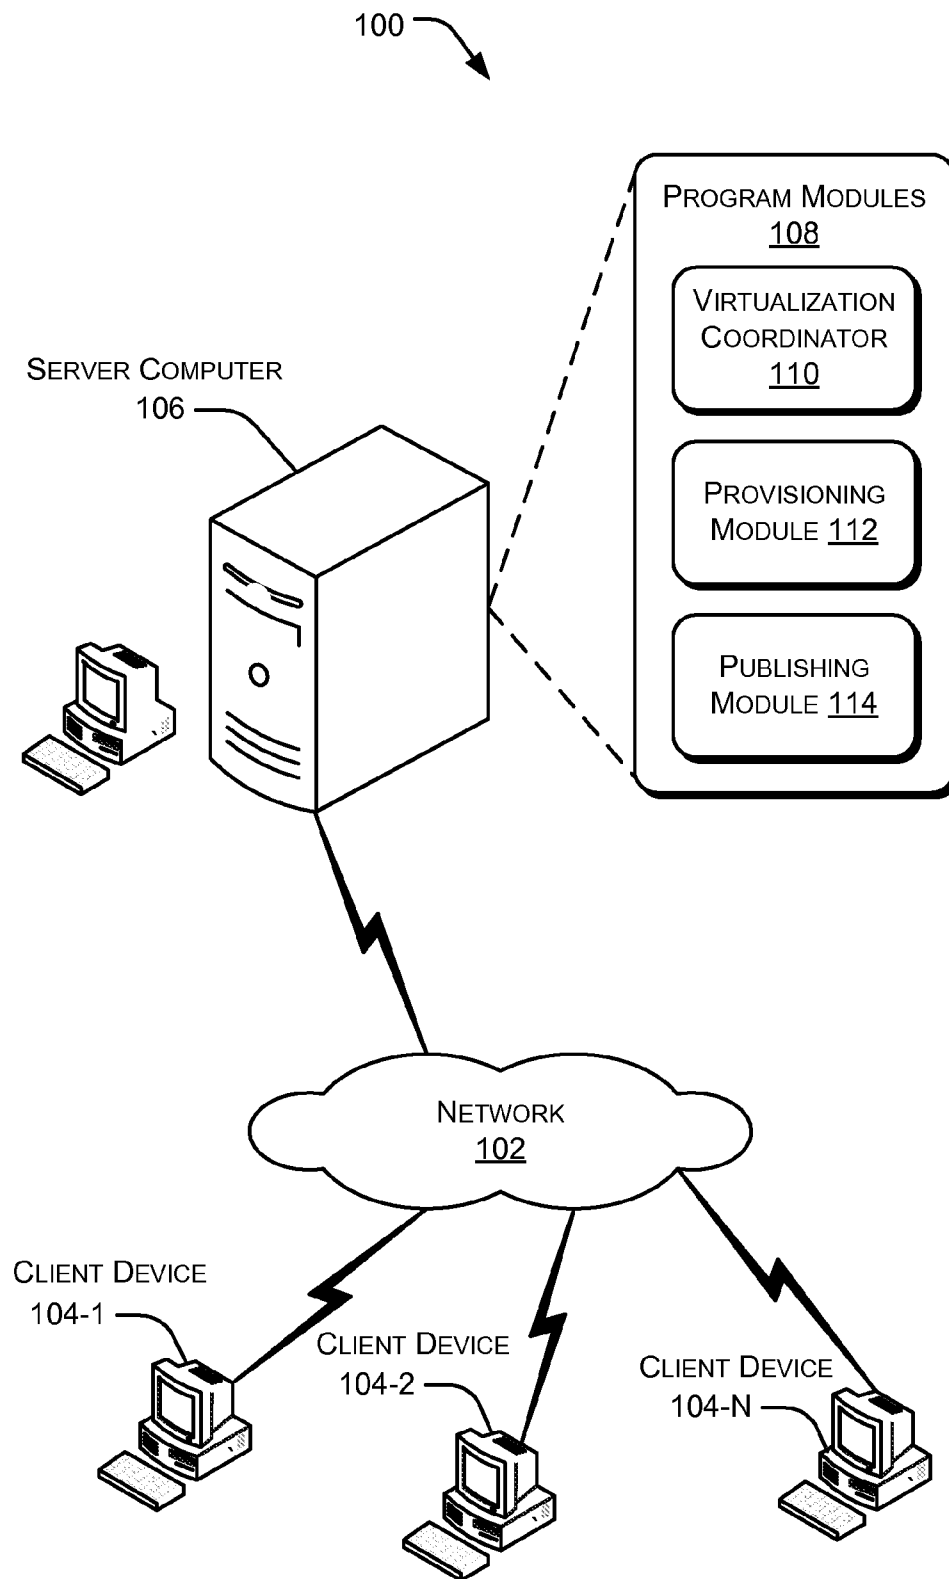 100
PROGRAM MODULES
108
VIRTUALIZATION
COORDINATOR
110
SERVER COMPUTER
106
PROVISIONING
MODULE 112
PUBLISHING
MODULE 114
NETWORK
102
CLIENT DEVICE
104-1
CLIENT DEVICE
104-2
CLIENT DEVICE
104-N